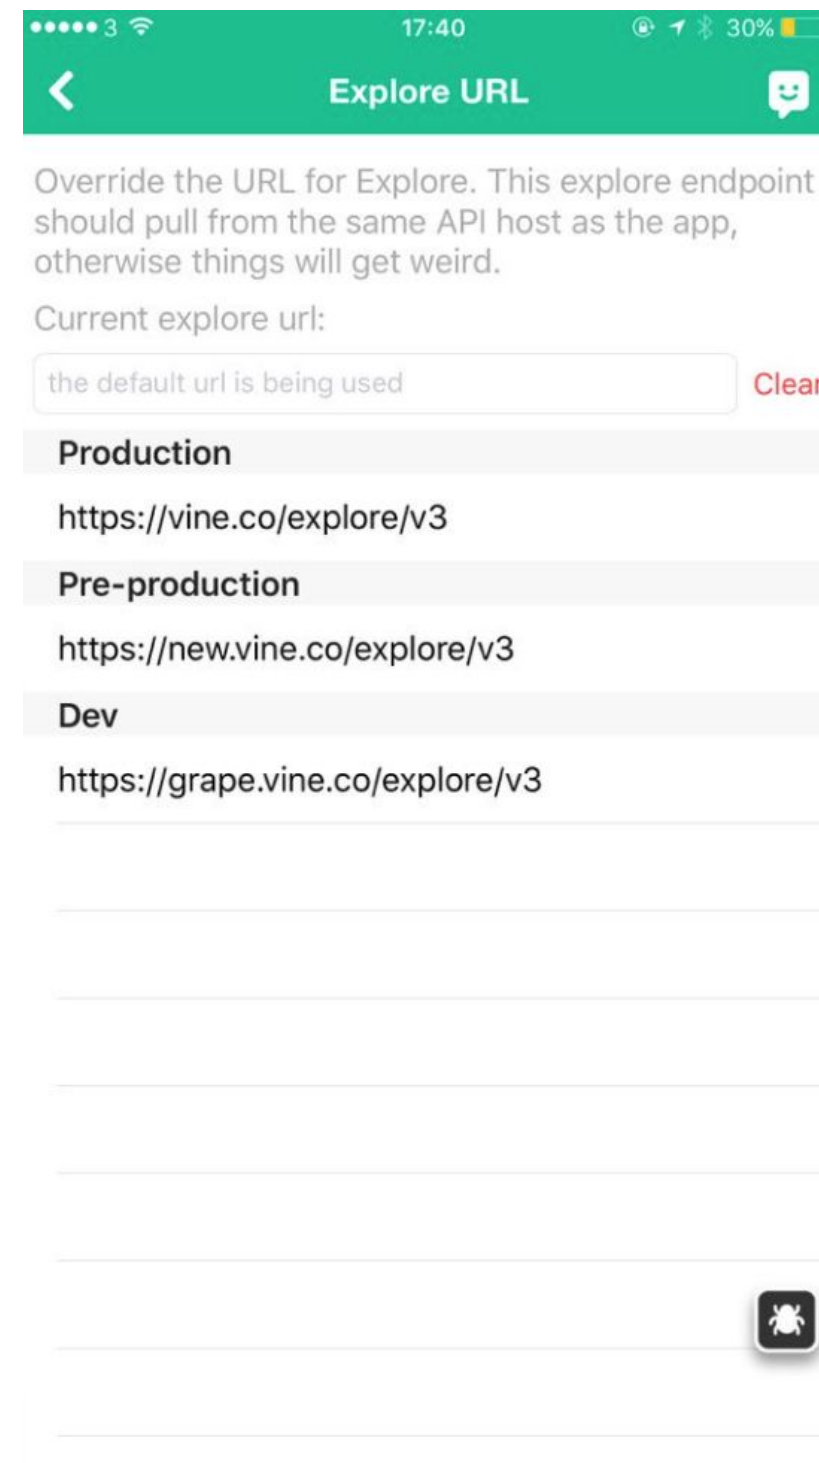 3 17:40 30%
Explore URL
Override the URL for Explore. This explore endpoint
should pull from the same API host as the app,
otherwise things will get weird.
Current explore url:
the default url is being used Clear
Production
https://vine.co/explore/v3
Pre-production
https://new.vine.co/explore/v3
Dev
https://grape.vine.co/explore/v3